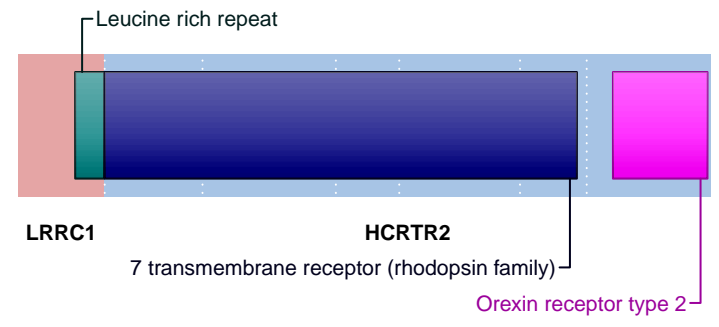 Leucine rich repeat
LRRC1
HCRTR2
7 transmembrane receptor (rhodopsin family)
Orexin receptor type 2